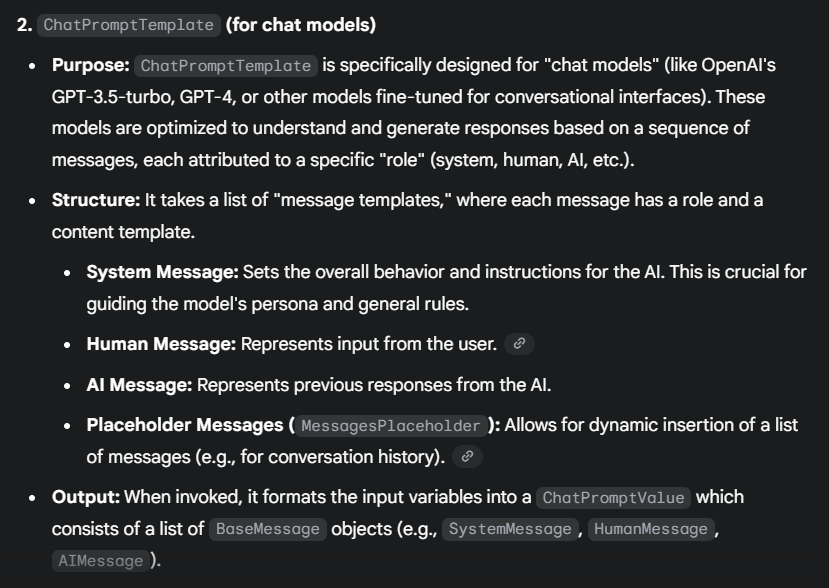 2. ChatPromptTemplate (for chat models)
• Purpose: ChatPromptTemplate is specifically designed for "chat models" (like OpenAI's
GPT-3.5-turbo, GPT-4, or other models fine-tuned for conversational interfaces). These
models are optimized to understand and generate responses based on a sequence of
messages, each attributed to a specific "role" (system, human, AI, etc.).
• Structure: It takes a list of "message templates," where each message has a role and a
content template.
• System Message: Sets the overall behavior and instructions for the AI. This is crucial for
guiding the model's persona and general rules.
• Human Message: Represents input from the user.
• AI Message: Represents previous responses from the AI.
• Placeholder Messages (MessagesPlaceholder): Allows for dynamic insertion of a list
of messages (e.g., for conversation history).
• Output: When invoked, it formats the input variables into a ChatPromptValue which
consists of a list of BaseMessage objects (e.g., SystemMessage, HumanMessage,
AIMessage).